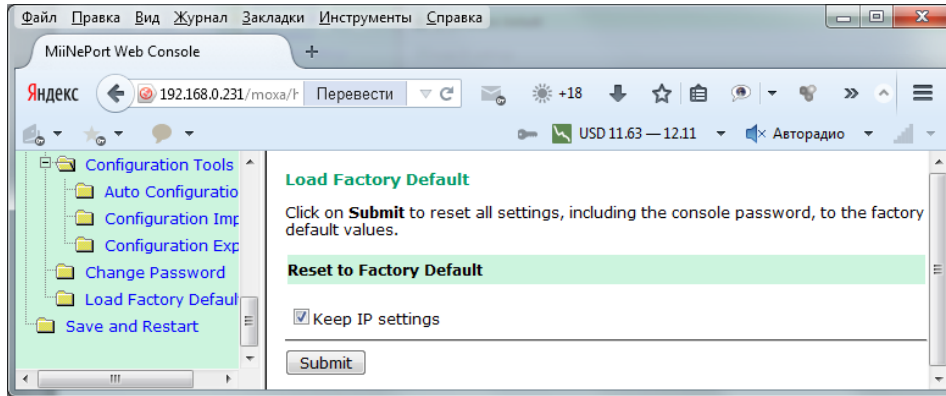 Файл Правка Вид Журнал Закладки Инструменты Справка
MiiNePort Web Console
Яндекс 192.168.0.231/moxa/h Перевести +18 USD 11.63 — 12.11 Авторадио
Configuration Tools
Auto Configuratio
Configuration Imp
Configuration Exp
Change Password
Load Factory Defaul
Save and Restart
Load Factory Default
Click on Submit to reset all settings, including the console password, to the factory
default values.
Reset to Factory Default
Keep IP settings
Submit